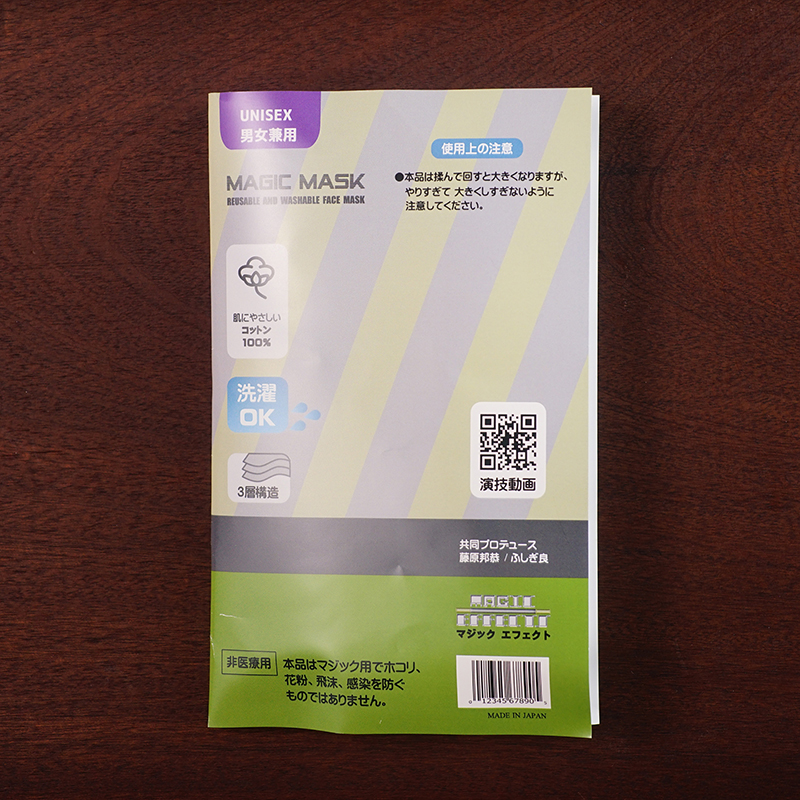 UNISEX
男女兼用
MAGIC MASK
REUSABLE AND WASHABLE FACE MASK
肌にやさしい
コットン
100%
洗濯
OK
3層構造
使用上の注意
●本品は揉んで回すと大きくなりますが、
やりすぎて 大きくしすぎないように
注意してください。
演技動画
共同プロデュース
藤原邦恭 / ふしぎ良
MAGIC
EFFECTS
マジック エフェクト
非医療用
本品はマジック用でホコリ、
花粉、飛沫、感染を防ぐ
ものではありません。
0 12345 67890 5
MADE IN JAPAN